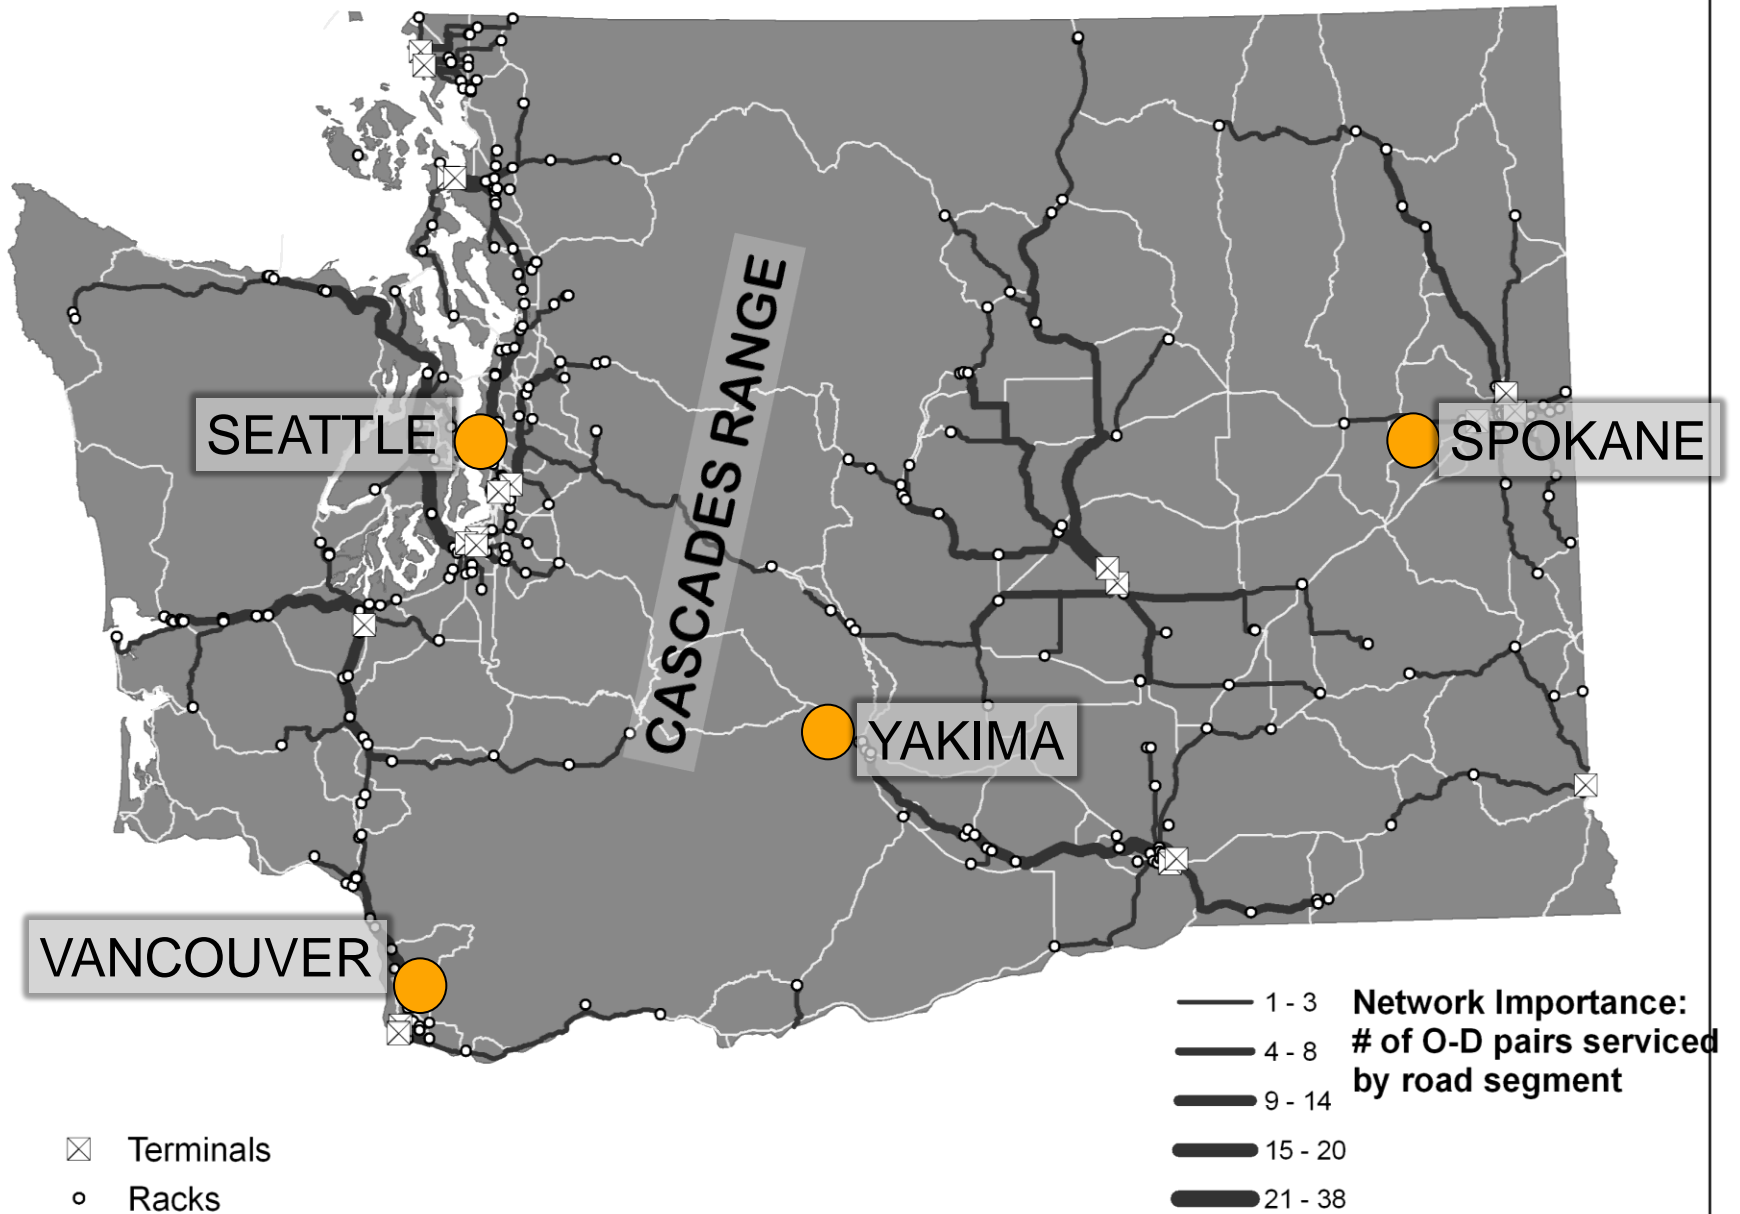 CASCADES RANGE
SEATTLE
SPOKANE
YAKIMA
VANCOUVER
1 - 3
4 - 8
9 - 14
15 - 20
21 - 38
Network Importance:
# of O-D pairs serviced
by road segment
Terminals
Racks